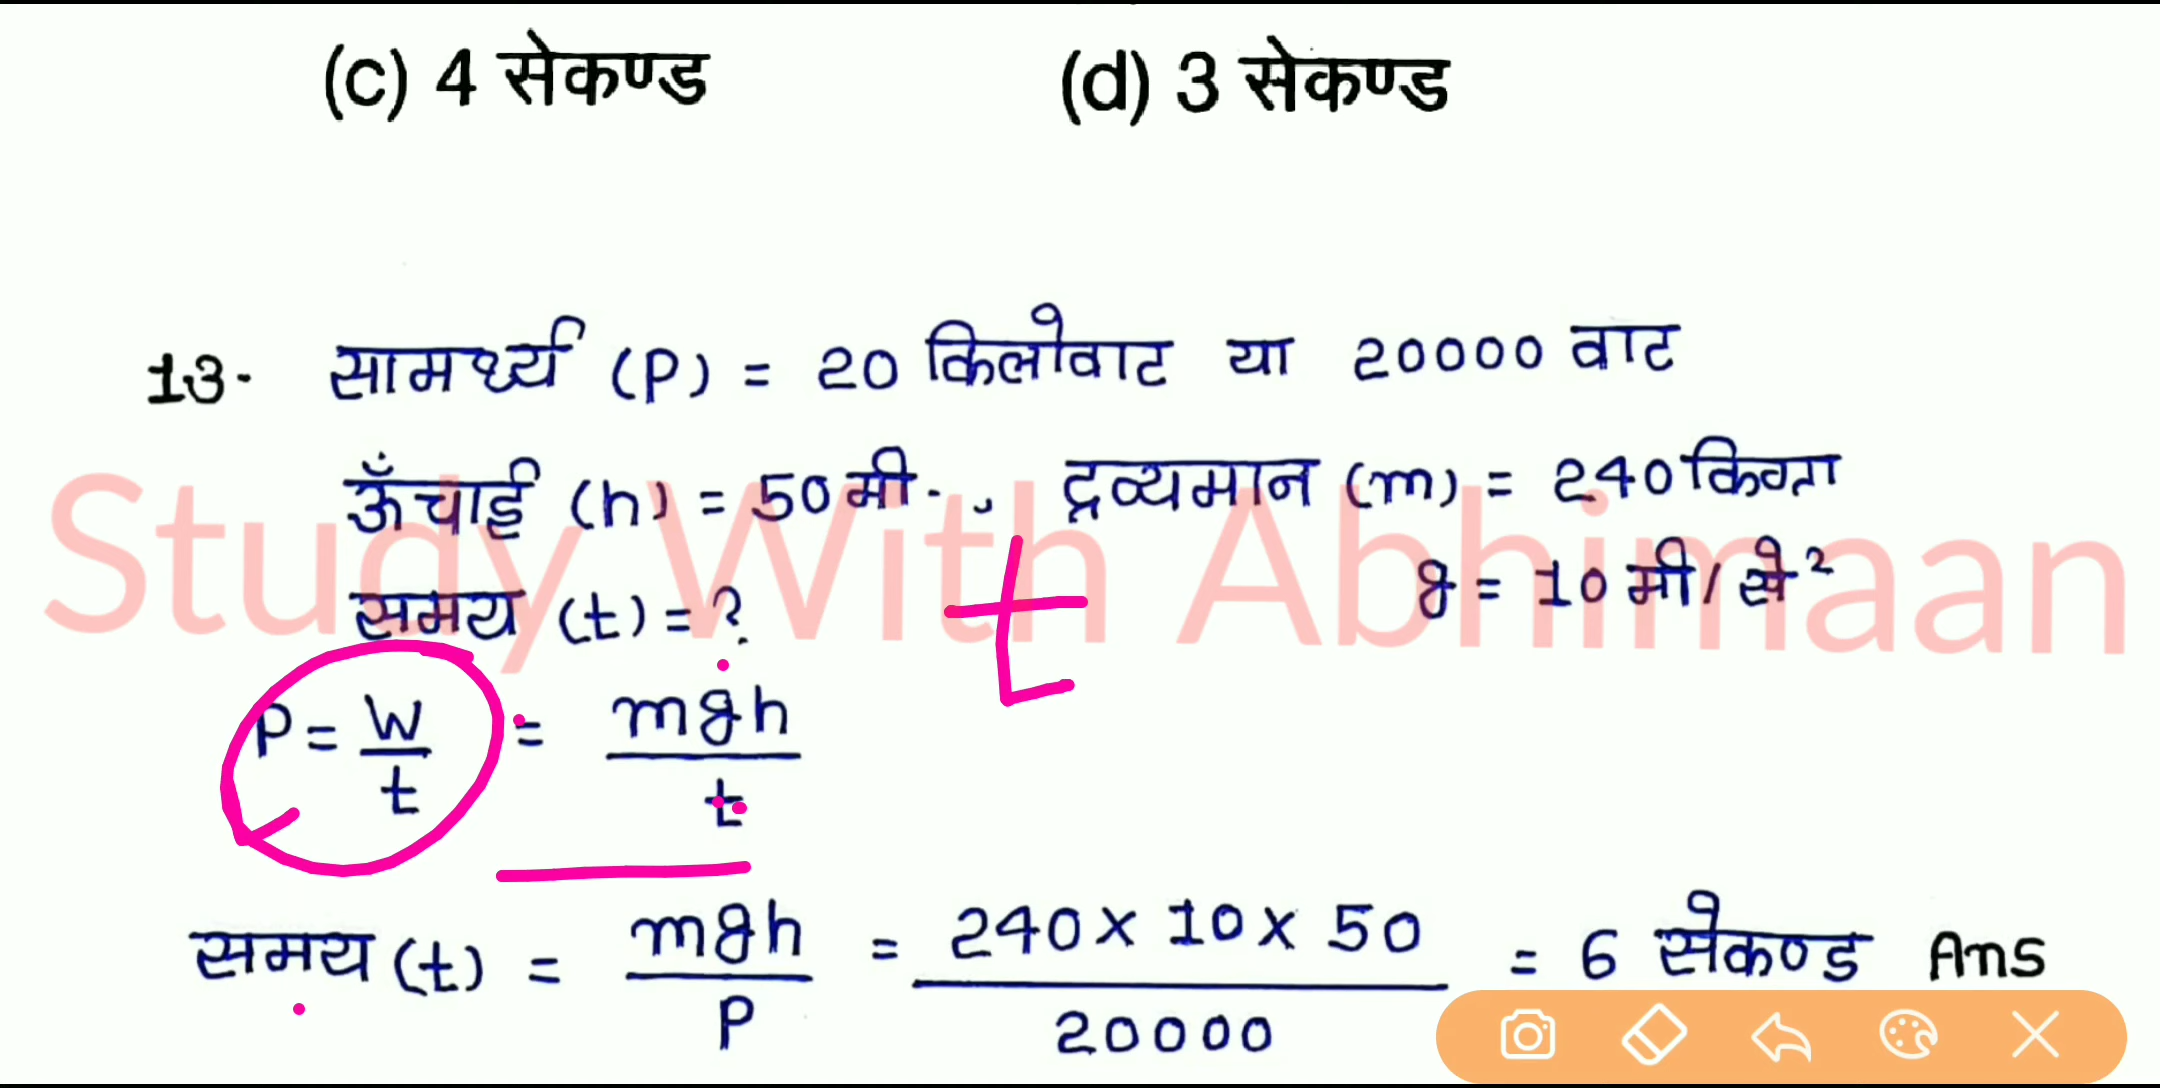 (c) 4 सेकण्ड (d) 3 सेकण्ड
13. सामर्थ्य (P) = 20 किलोवाट या 20000 वाट
ऊँचाई (h) = 50 मी. , द्रव्यमान (m) = 240 किग्रा
g = 10 मी/से²
समय (t) = ?
Study With Abhimaan
t
P = W/t = mgh/t
समय (t) = mgh/P = 240 x 10 x 50/20000 = 6 सेकण्ड Ans